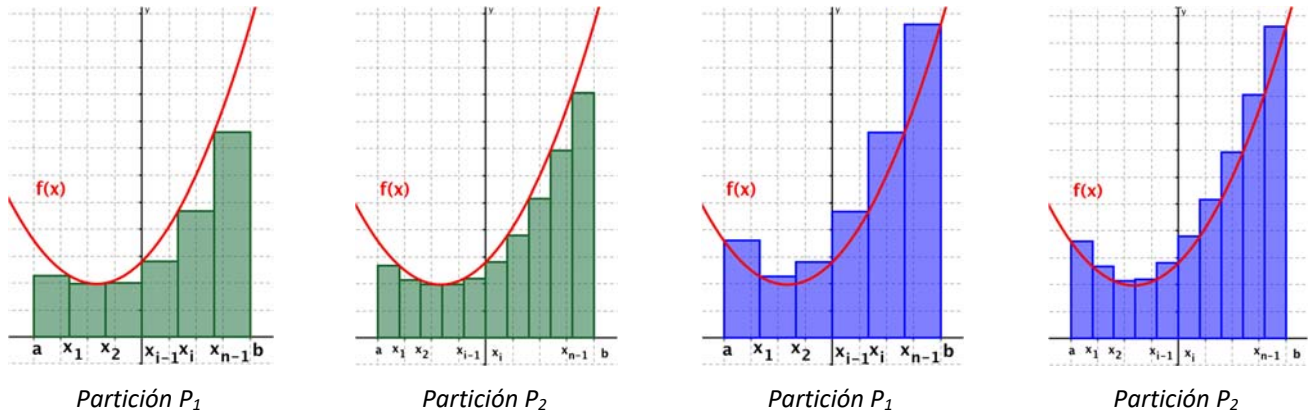 y
f(x)
a x₁ x₂ xᵢ₋₁ xᵢ xₙ₋₁ b
Partición P₁
y
f(x)
a x₁ x₂ xᵢ₋₁ xᵢ xₙ₋₁ b
Partición P₂
y
f(x)
a x₁ x₂ xᵢ₋₁ xᵢ xₙ₋₁ b
Partición P₁
y
f(x)
a x₁ x₂ xᵢ₋₁ xᵢ xₙ₋₁ b
Partición P₂